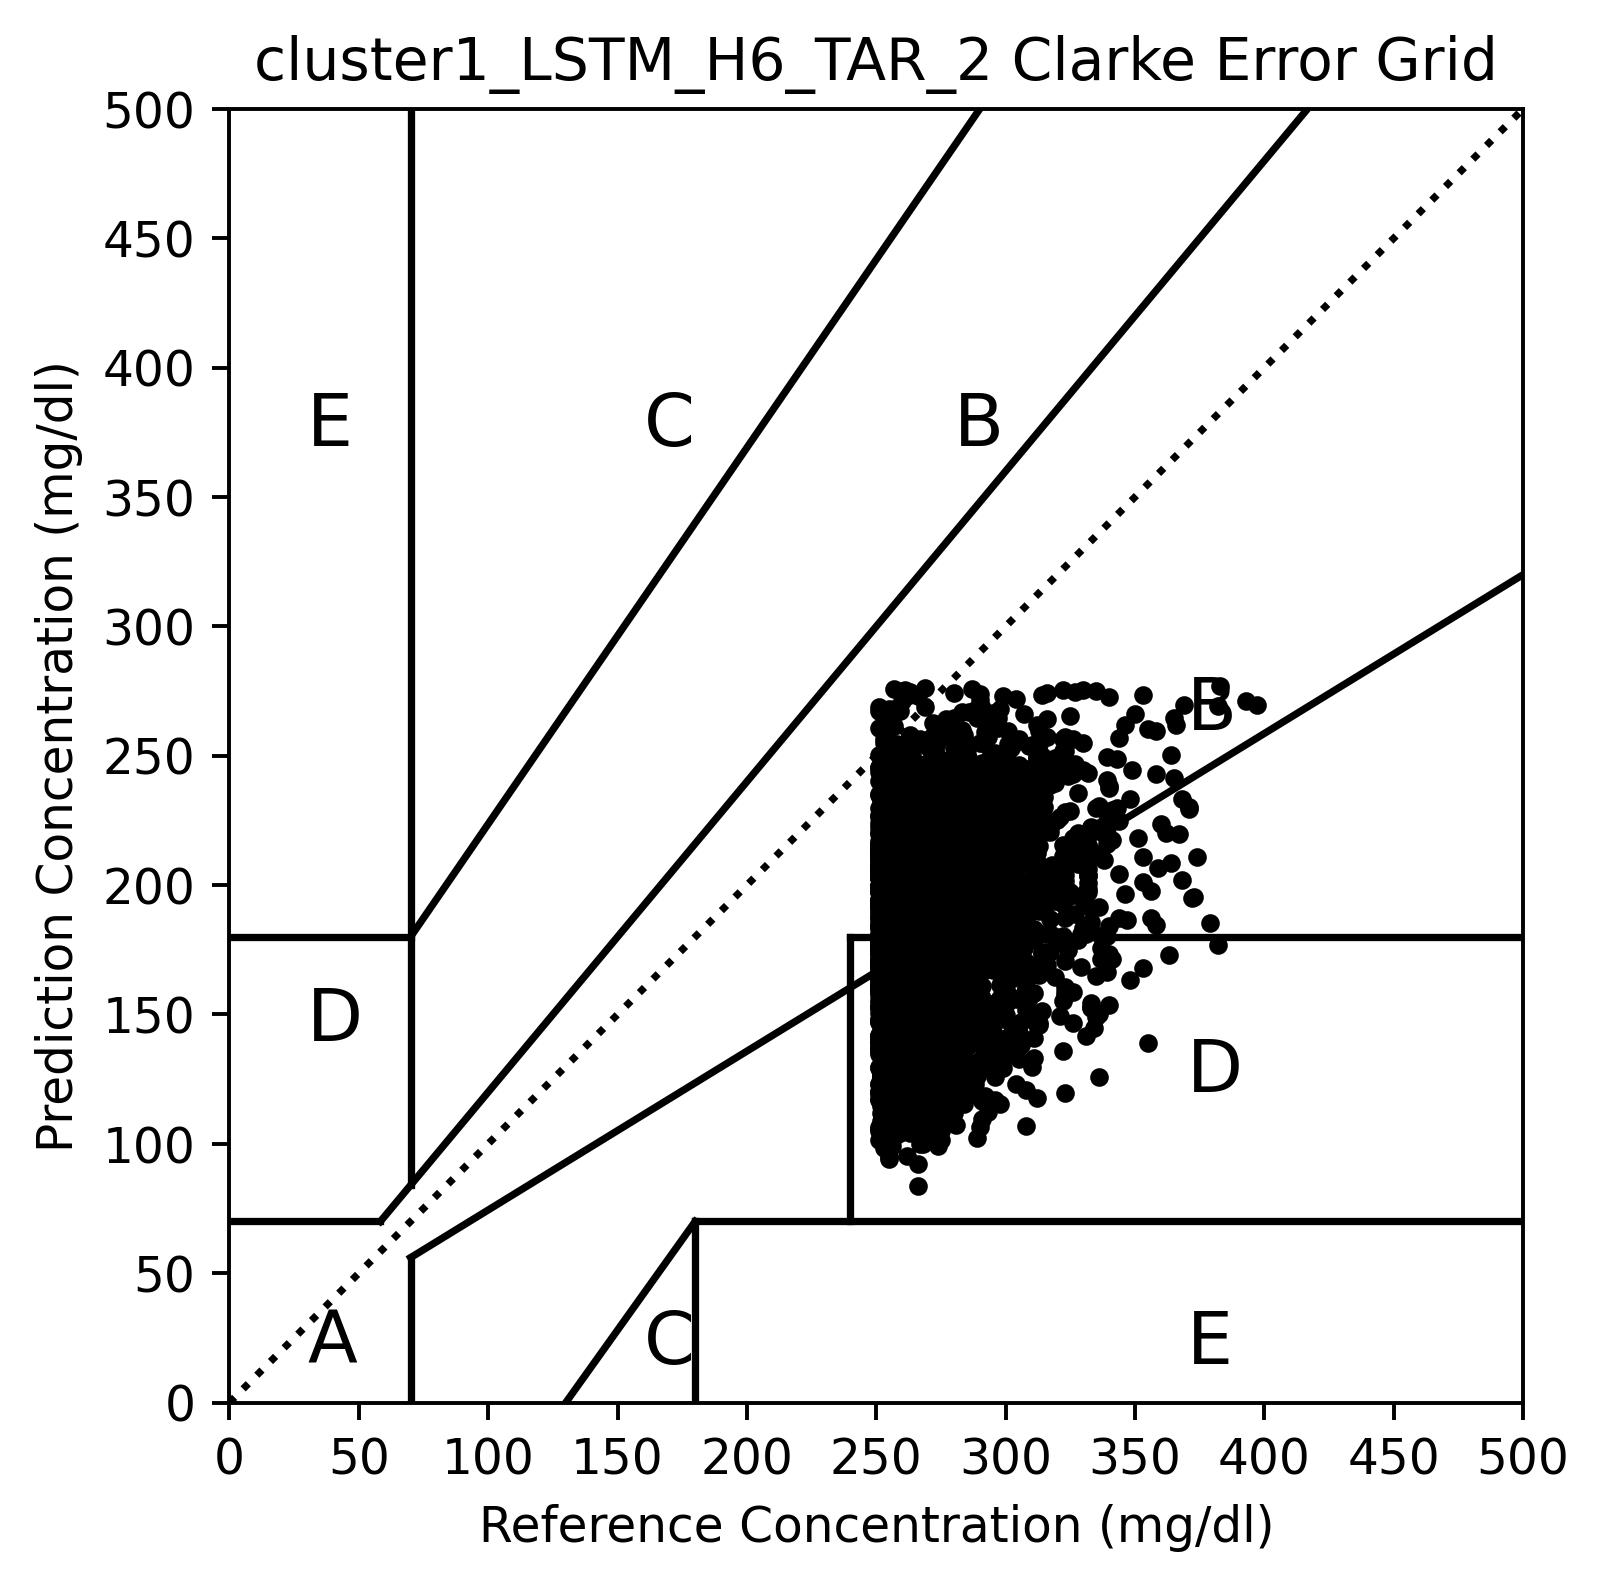 cluster1_LSTM_H6_TAR_2 Clarke Error Grid
500
450
400
350
300
250
200
150
100
50
0
Prediction Concentration (mg/dl)
E
C
B
B
D
D
A
C
E
0 50 100 150 200 250 300 350 400 450 500
Reference Concentration (mg/dl)